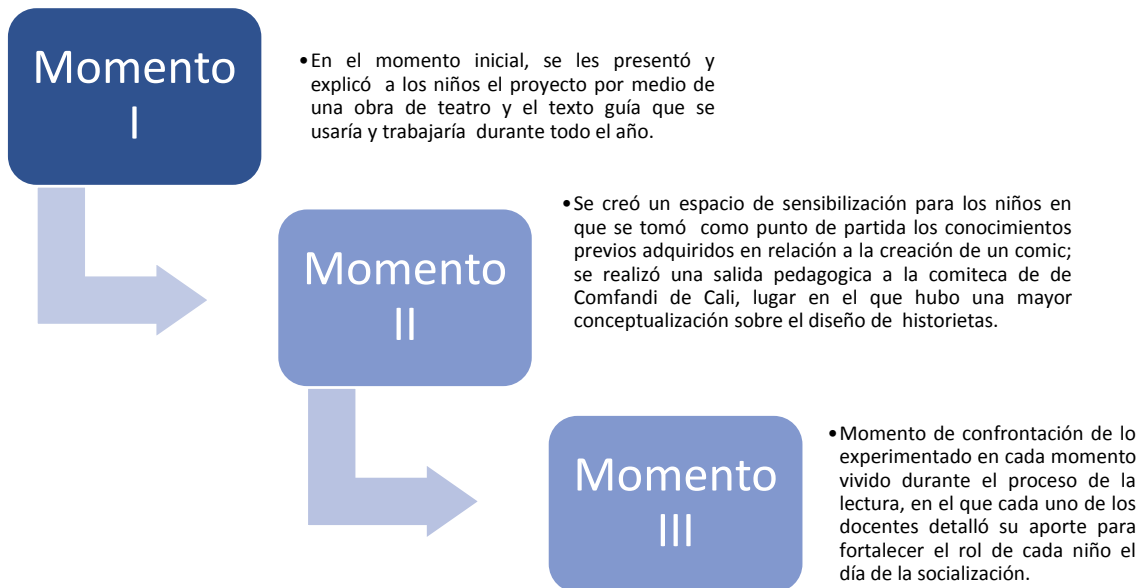 Momento
I
•En el momento inicial, se les presentó y
explicó a los niños el proyecto por medio de
una obra de teatro y el texto guía que se
usaría y trabajaría durante todo el año.
Momento
II
•Se creó un espacio de sensibilización para los niños en
que se tomó como punto de partida los conocimientos
previos adquiridos en relación a la creación de un comic;
se realizó una salida pedagogica a la comiteca de de
Comfandi de Cali, lugar en el que hubo una mayor
conceptualización sobre el diseño de historietas.
Momento
III
•Momento de confrontación de lo
experimentado en cada momento
vivido durante el proceso de la
lectura, en el que cada uno de los
docentes detalló su aporte para
fortalecer el rol de cada niño el
día de la socialización.